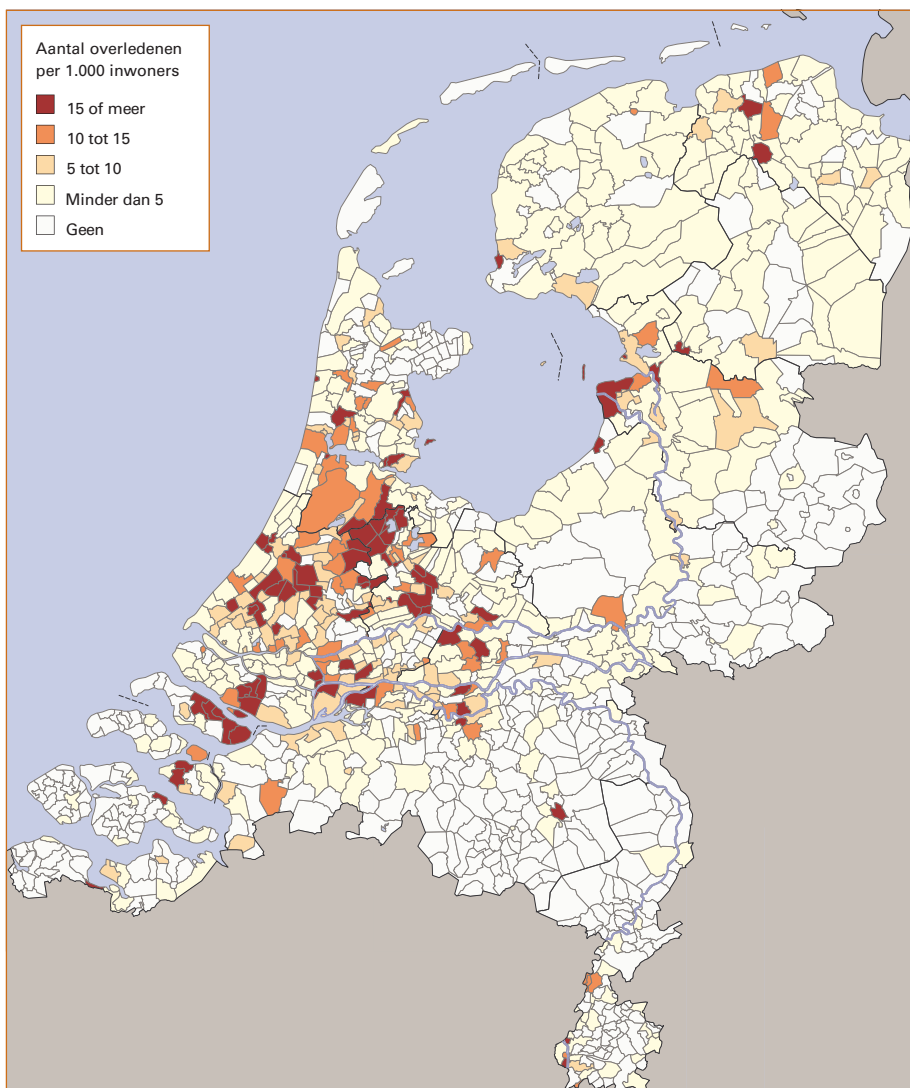 Aantal overledenen
per 1.000 inwoners
15 of meer
10 tot 15
5 tot 10
Minder dan 5
Geen